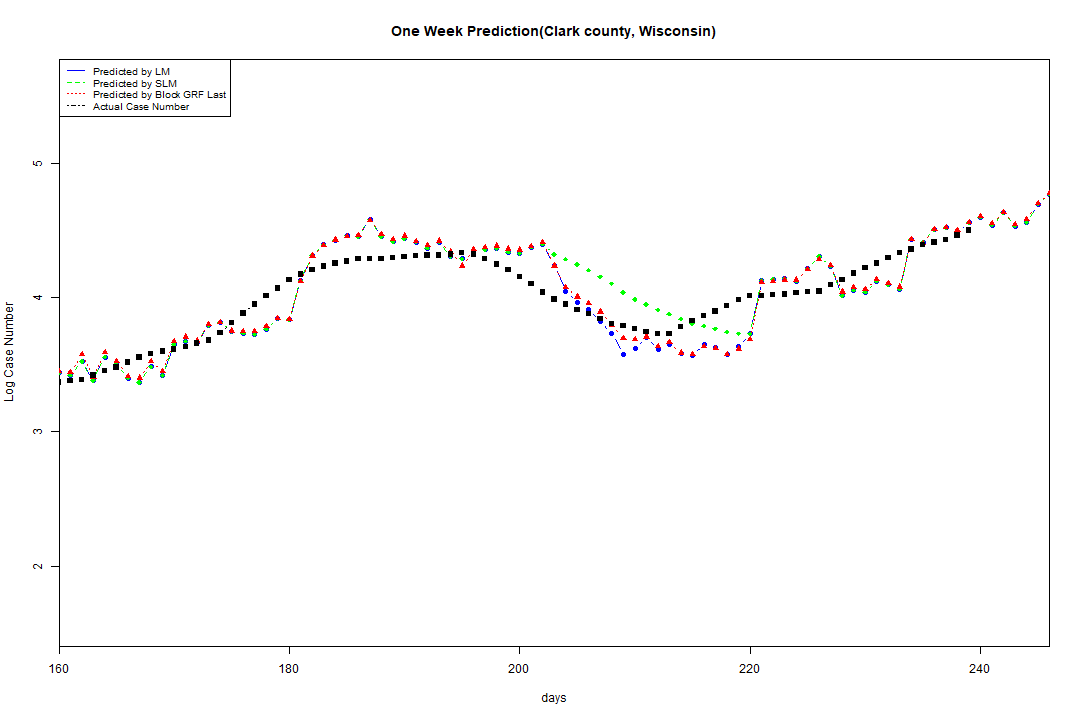 One Week Prediction(Clark county, Wisconsin)
Predicted by LM
Predicted by SLM
Predicted by Block GRF Last
Actual Case Number
5
4
3
2
Log Case Number
160 180 200 220 240
days